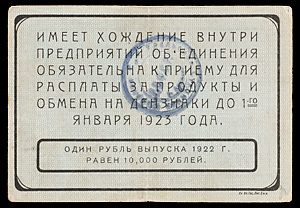 ИМЕЕТ ХОЖДЕНИЕ ВНУТРИ
ПРЕДПРИЯТИЙ ОБ'ЕДИНЕНИЯ
ОБЯЗАТЕЛЬНА К ПРИЕМУ ДЛЯ
РАСПЛАТЫ ЗА ПРОДУКТЫ И
ОБМЕНА НА ДЕНЗНАКИ ДО 1-ГО
ЯНВАРЯ 1923 ГОДА.
ОДИН РУБЛЬ ВЫПУСКА 1922 Г.
РАВЕН 10,000 РУБЛЕЙ.